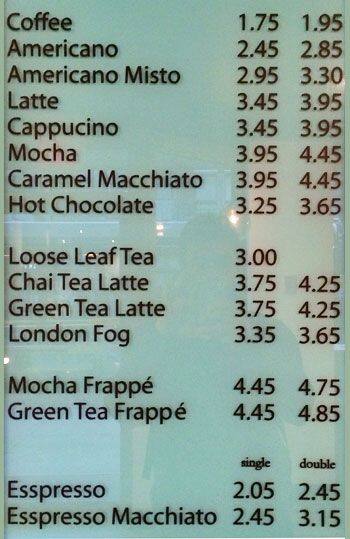 Coffee 1.75 1.95
Americano 2.45 2.85
Americano Misto 2.95 3.30
Latte 3.45 3.95
Cappucino 3.45 3.95
Mocha 3.95 4.45
Caramel Macchiato 3.95 4.45
Hot Chocolate 3.25 3.65
Loose Leaf Tea 3.00
Chai Tea Latte 3.75 4.25
Green Tea Latte 3.75 4.25
London Fog 3.35 3.65
Mocha Frappé 4.45 4.75
Green Tea Frappé 4.45 4.85
single double
Esspresso 2.05 2.45
Esspresso Macchiato 2.45 3.15